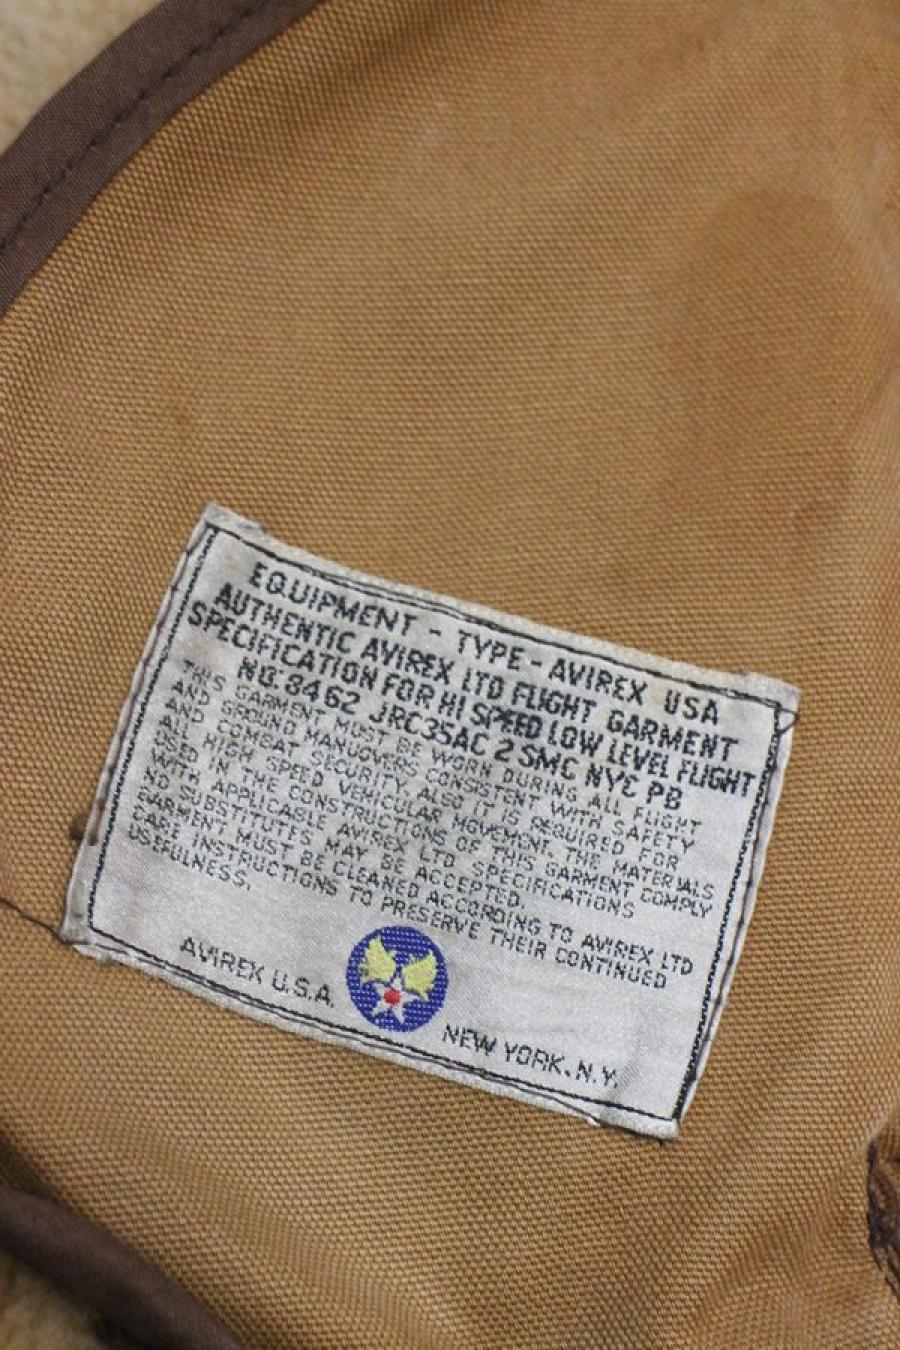 EQUIPMENT - TYPE - AVIREX USA
AUTHENTIC AVIREX LTD FLIGHT GARMENT
SPECIFICATION FOR HI SPEED LOW LEVEL FLIGHT
NO. 8462 JRC35AC 2 SMC NYC PB
THIS GARMENT MUST BE WORN DURING ALL FLIGHT
AND GROUND MANUOVERS CONSISTENT WITH SAFETY
AND COMBAT SECURITY. ALSO IT IS REQUIRED FOR
ALL HIGH SPEED VEHICULAR MOVEMENT. THE MATERIALS
USED IN THE CONSTRUCTIONS OF THIS GARMENT COMPLY
WITH APPLICABLE AVIREX LTD SPECIFICATIONS
NO SUBSTITUTES MAY BE ACCEPTED.
GARMENT MUST BE CLEANED ACCORDING TO AVIREX LTD
CARE INSTRUCTIONS TO PRESERVE THEIR CONTINUED
USEFULNESS.
AVIREX U.S.A.
NEW YORK. N.Y.